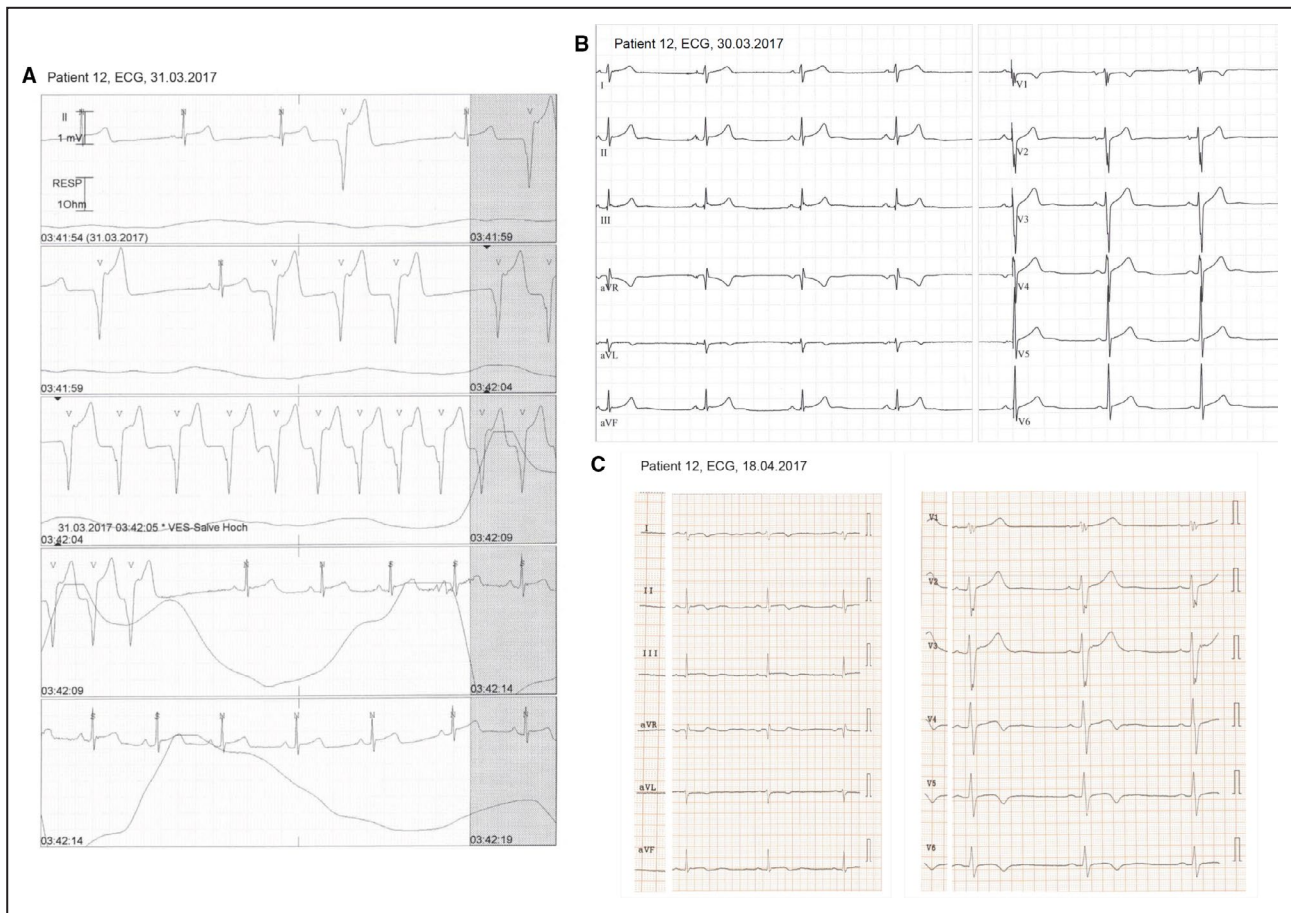 A Patient 12, ECG, 31.03.2017
N N N V N V
II
1 mV
RESP
1Ohm
03:41:54 (31.03.2017) 03:41:59
V N V V V V V
03:41:59 03:42:04
V V V V V V V V V V V
31.03.2017 03:42:05 * VES-Salve Hoch
03:42:04 03:42:09
V V V
03:42:09 03:42:14
N N
03:42:14 03:42:19
B Patient 12, ECG, 30.03.2017
I V1
II V2
III V3
aVR V4
aVL V5
aVF V6
C Patient 12, ECG, 18.04.2017
I V1
II V2
III V3
aVR V4
aVL V5
aVF V6